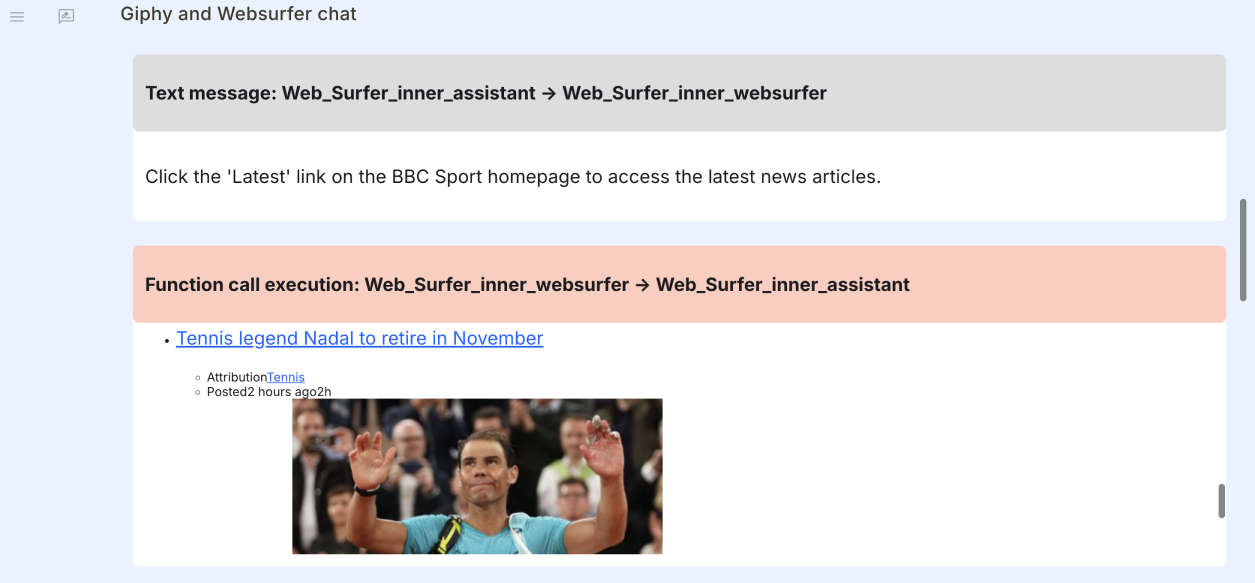 Giphy and Websurfer chat
Text message: Web_Surfer_inner_assistant → Web_Surfer_inner_websurfer
Click the 'Latest' link on the BBC Sport homepage to access the latest news articles.
Function call execution: Web_Surfer_inner_websurfer → Web_Surfer_inner_assistant
• Tennis legend Nadal to retire in November
○ AttributionTennis
○ Posted2 hours ago2h